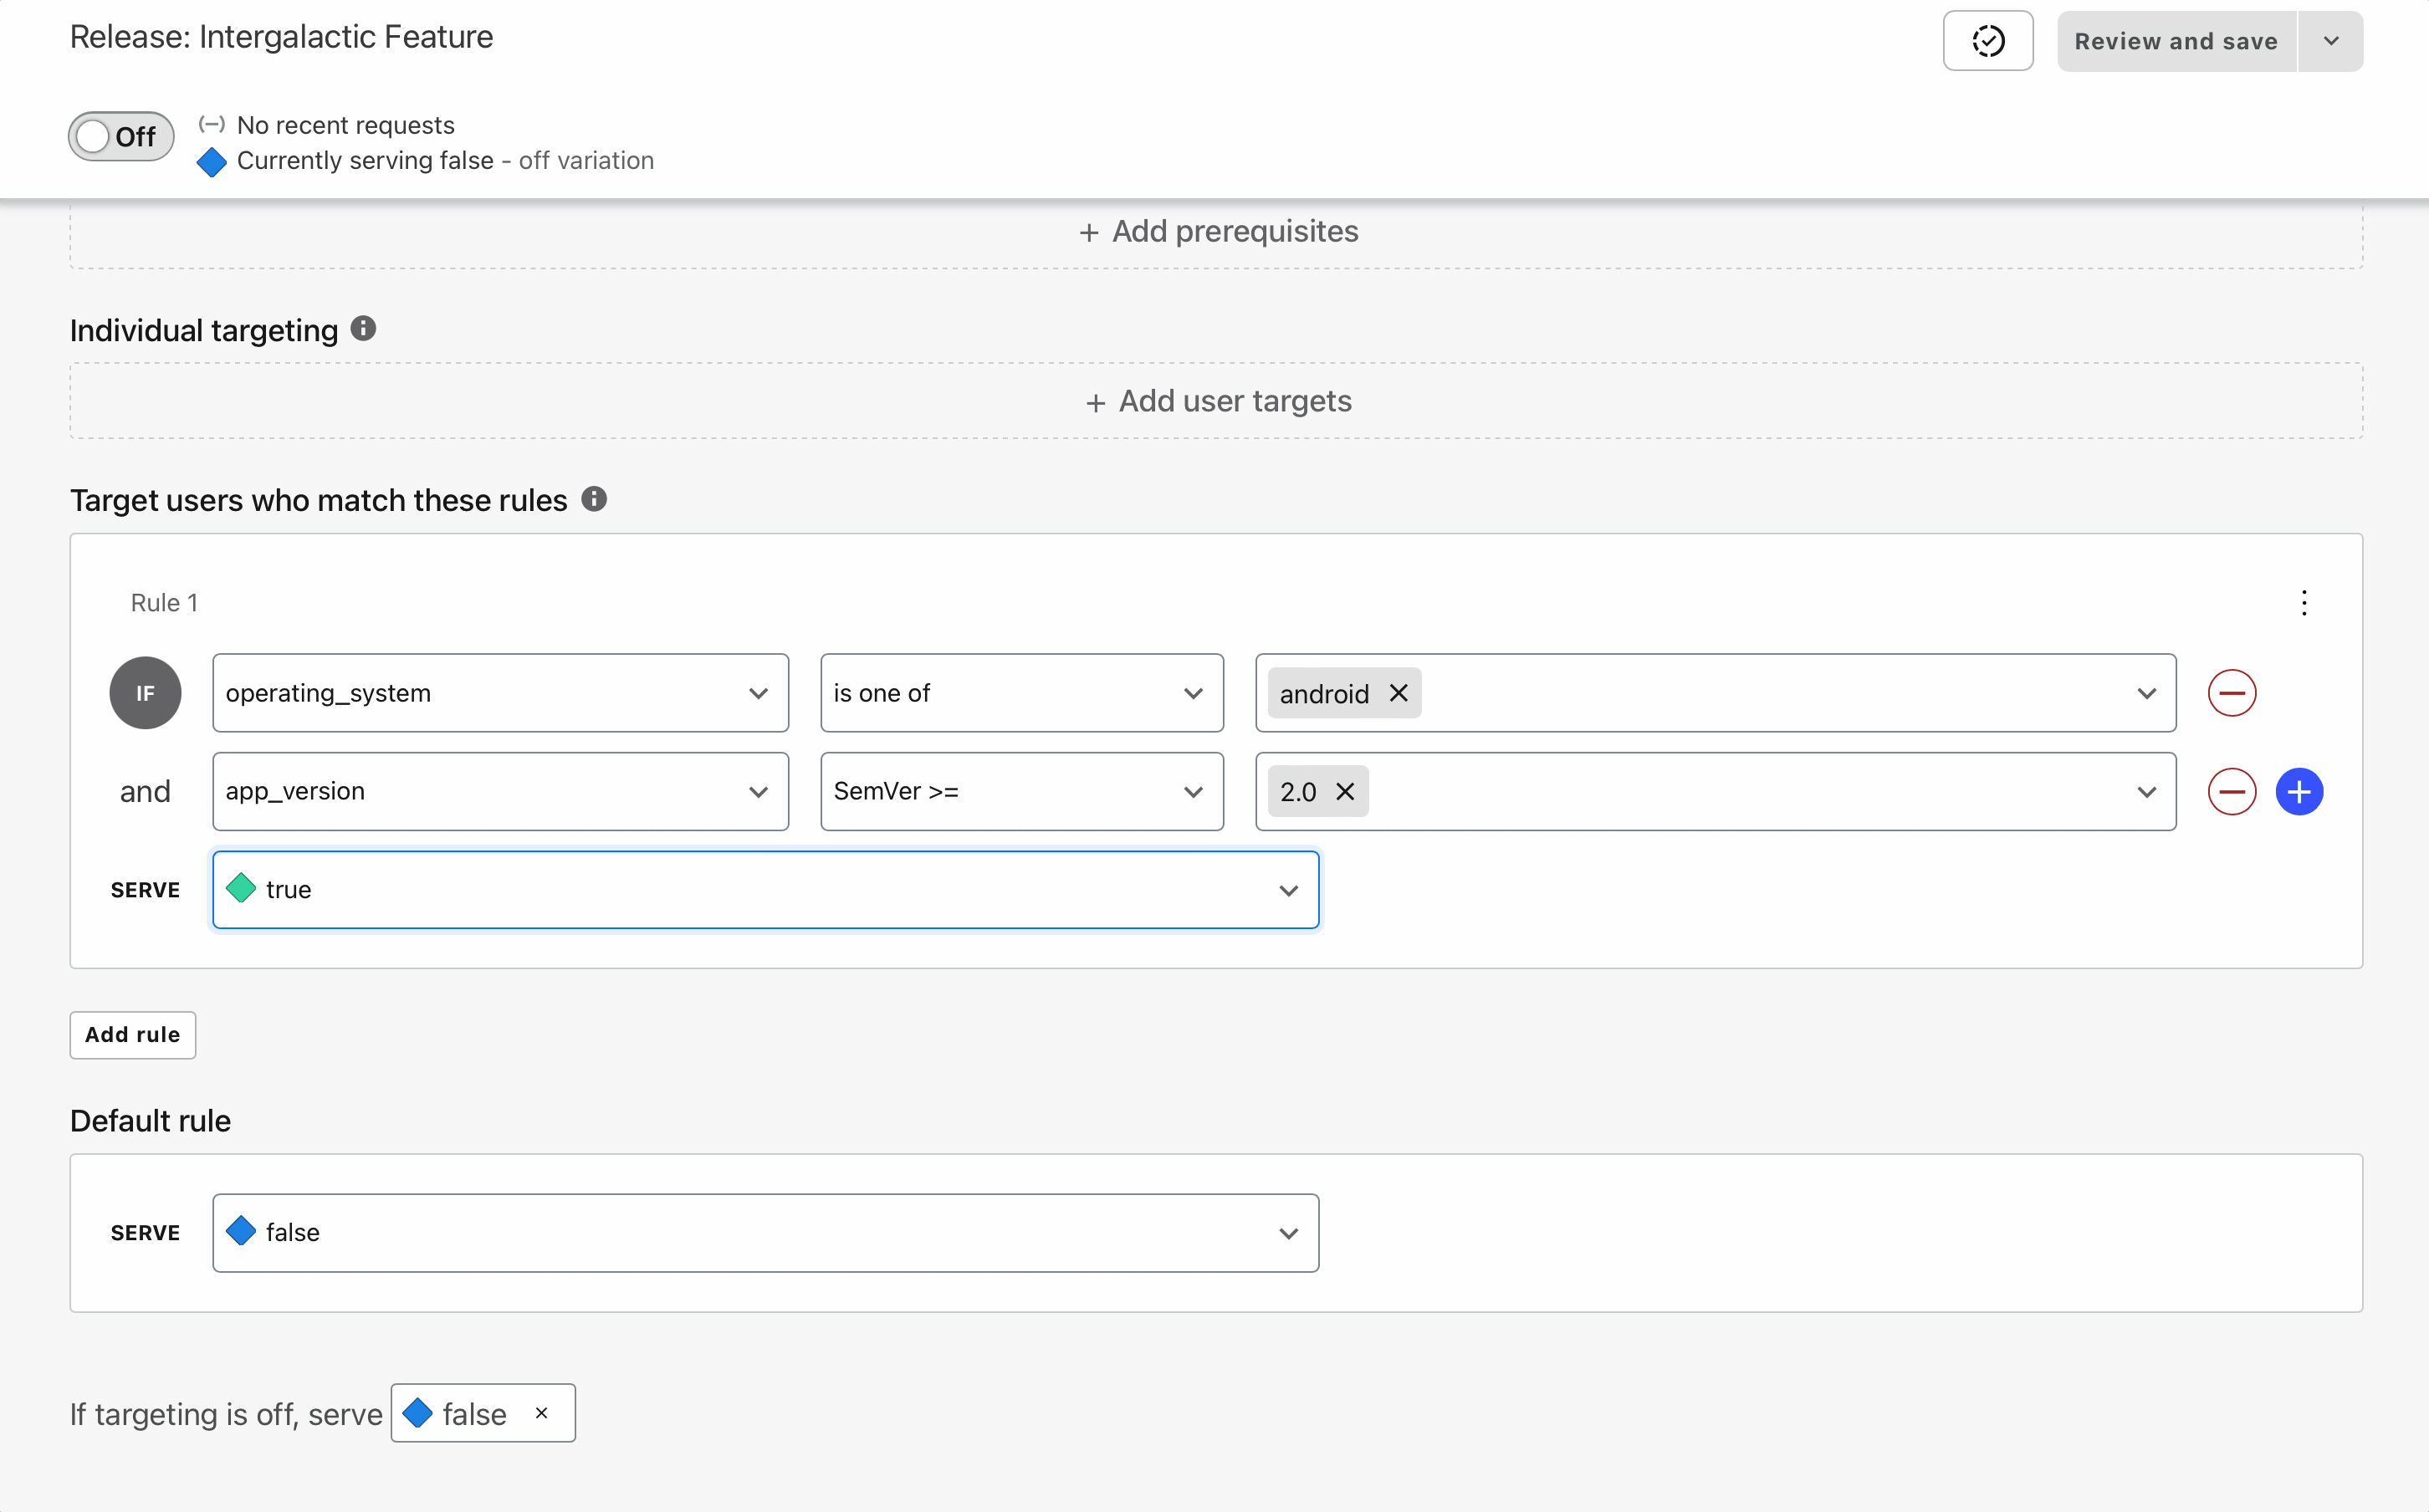 Release: Intergalactic Feature
Review and save
Off
No recent requests
Currently serving false - off variation
+ Add prerequisites
Individual targeting
+ Add user targets
Target users who match these rules
Rule 1
IF operating_system is one of android
and app_version SemVer >= 2.0
SERVE true
Add rule
Default rule
SERVE false
If targeting is off, serve false